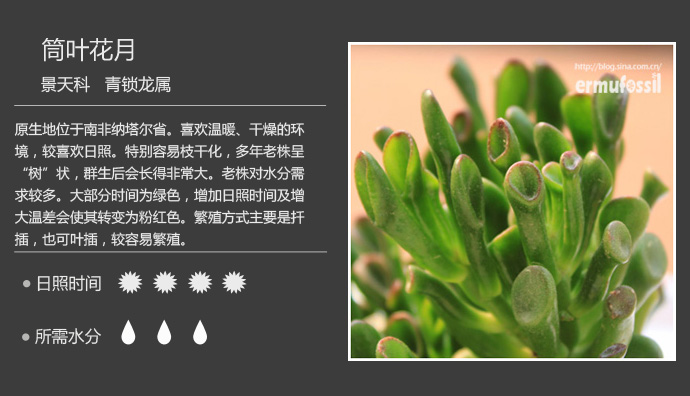 筒叶花月
景天科 青锁龙属
原生地位于南非纳塔尔省。喜欢温暖、干燥的环
境，较喜欢日照。特别容易枝干化，多年老株呈
“树”状，群生后会长得非常大。老株对水分需
求较多。大部分时间为绿色，增加日照时间及增
大温差会使其转变为粉红色。繁殖方式主要是扦
插，也可叶插，较容易繁殖。
日照时间
所需水分
http://blog.sina.com.cn/
ermufossil